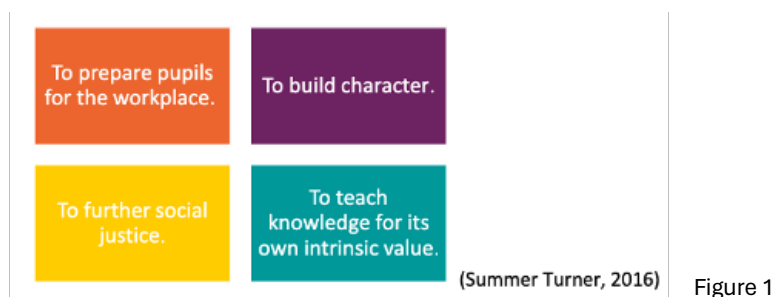 To prepare pupils
for the workplace.
To build character.
To further social
justice.
To teach
knowledge for its
own intrinsic value.
(Summer Turner, 2016)
Figure 1